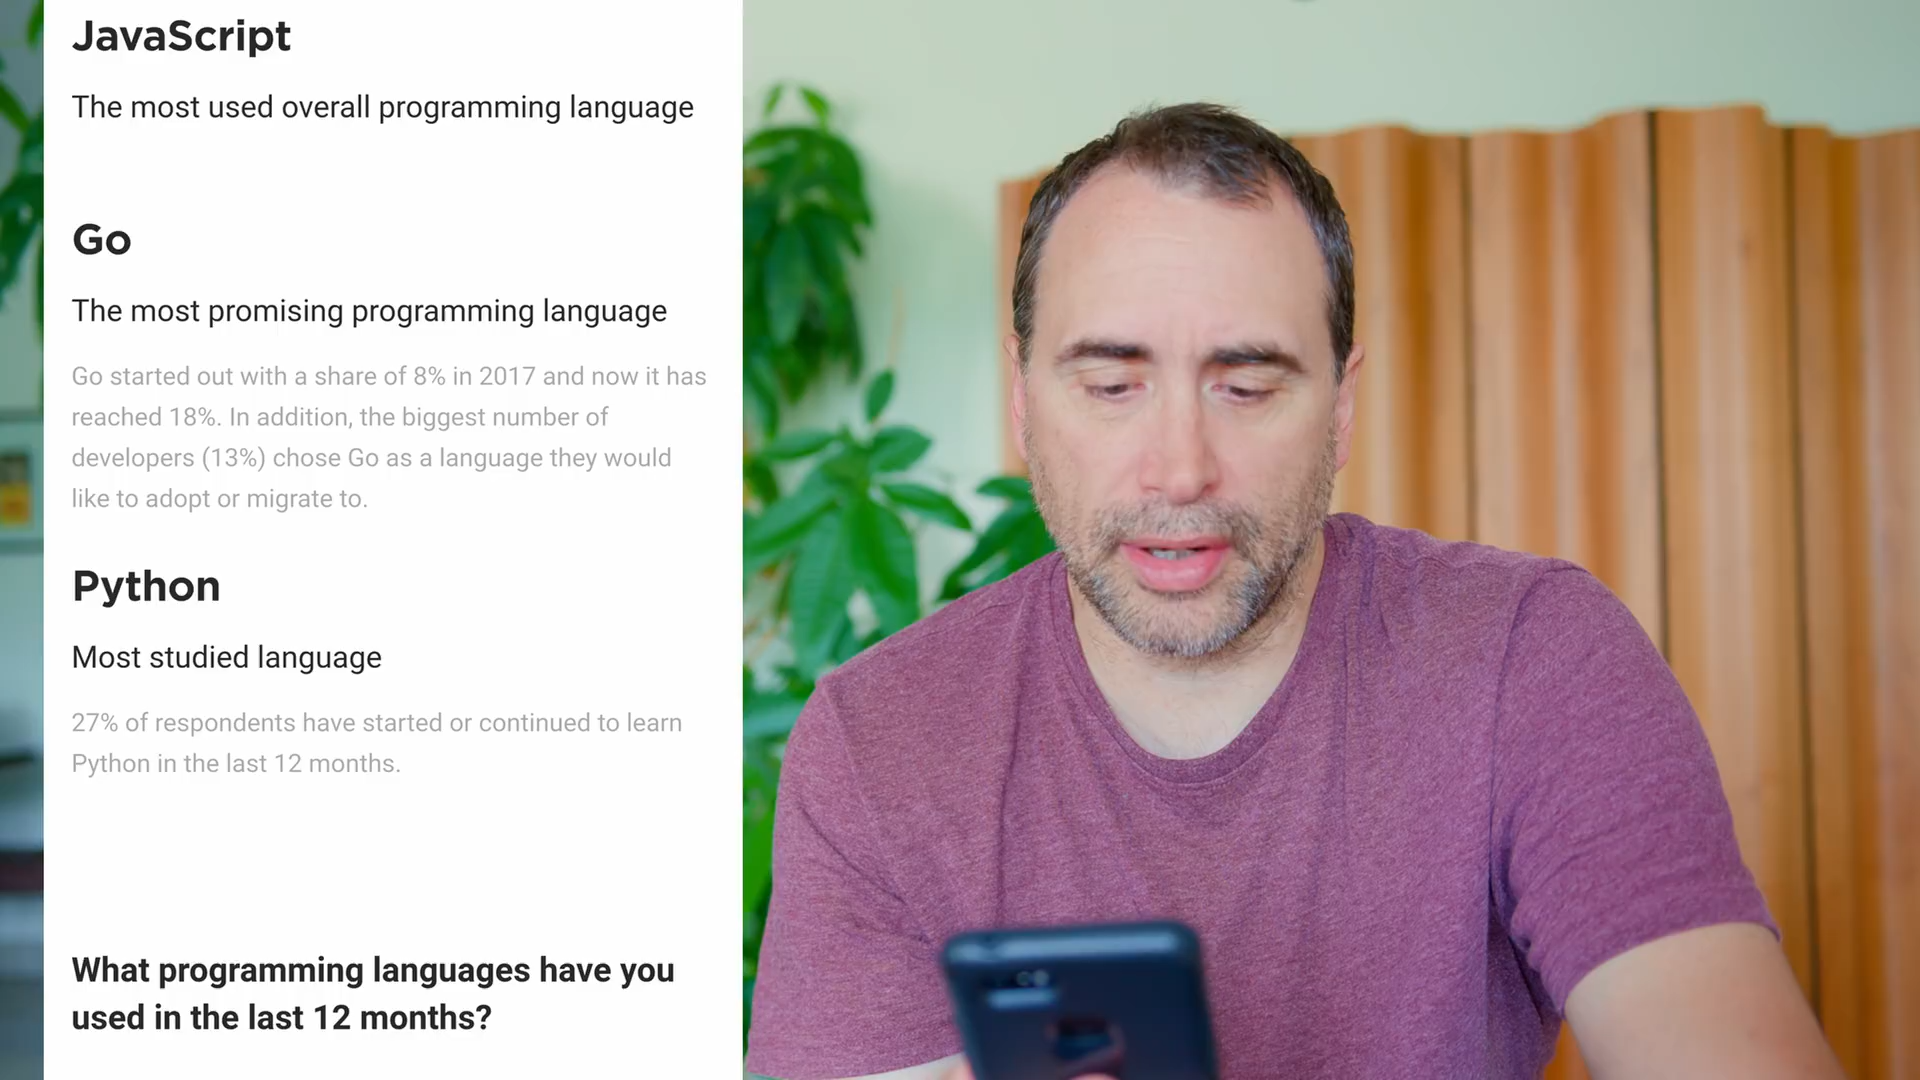 JavaScript
The most used overall programming language
Go
The most promising programming language
Go started out with a share of 8% in 2017 and now it has
reached 18%. In addition, the biggest number of
developers (13%) chose Go as a language they would
like to adopt or migrate to.
Python
Most studied language
27% of respondents have started or continued to learn
Python in the last 12 months.
What programming languages have you
used in the last 12 months?